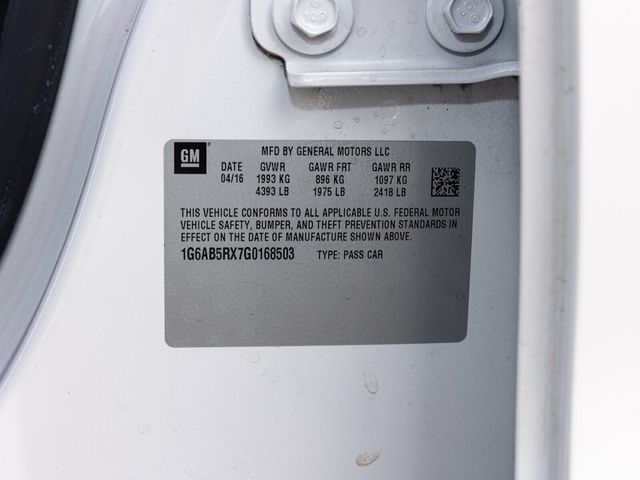 GM
MFD BY GENERAL MOTORS LLC
DATE GVWR GAWR FRT GAWR RR
04/16 1993 KG 896 KG 1097 KG
4393 LB 1975 LB 2418 LB
THIS VEHICLE CONFORMS TO ALL APPLICABLE U.S. FEDERAL MOTOR
VEHICLE SAFETY, BUMPER, AND THEFT PREVENTION STANDARDS IN
EFFECT ON THE DATE OF MANUFACTURE SHOWN ABOVE.
1G6AB5RX7G0168503 TYPE: PASS CAR